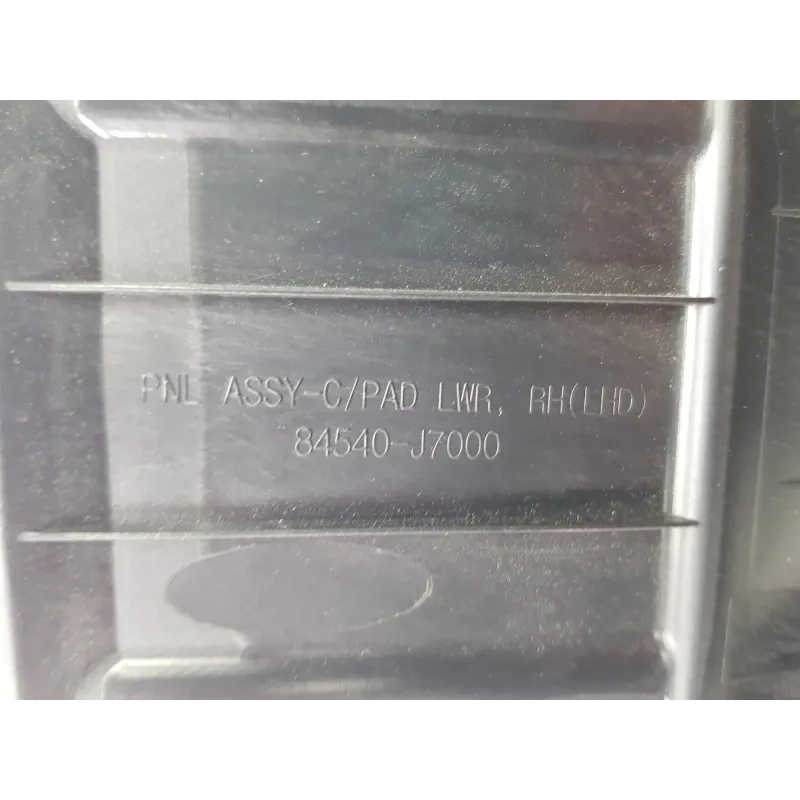 PNL ASSY-C/PAD LWR, RH(LHD)
84540-J7000